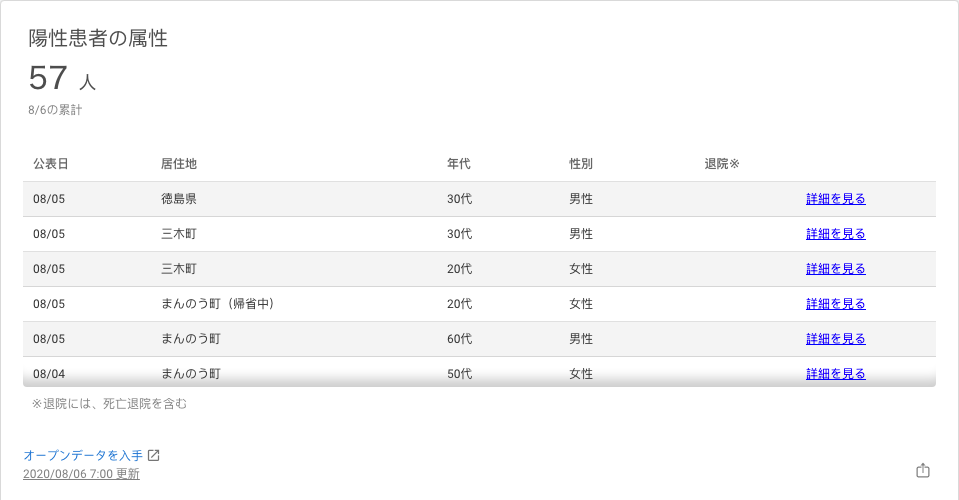 陽性患者の属性
57 人
8/6の累計
公表日 居住地 年代 性別 退院※
08/05 徳島県 30代 男性 詳細を見る
08/05 三木町 30代 男性 詳細を見る
08/05 三木町 20代 女性 詳細を見る
08/05 まんのう町（帰省中） 20代 女性 詳細を見る
08/05 まんのう町 60代 男性 詳細を見る
08/04 まんのう町 50代 女性 詳細を見る
※退院には、死亡退院を含む
オープンデータを入手
2020/08/06 7:00 更新